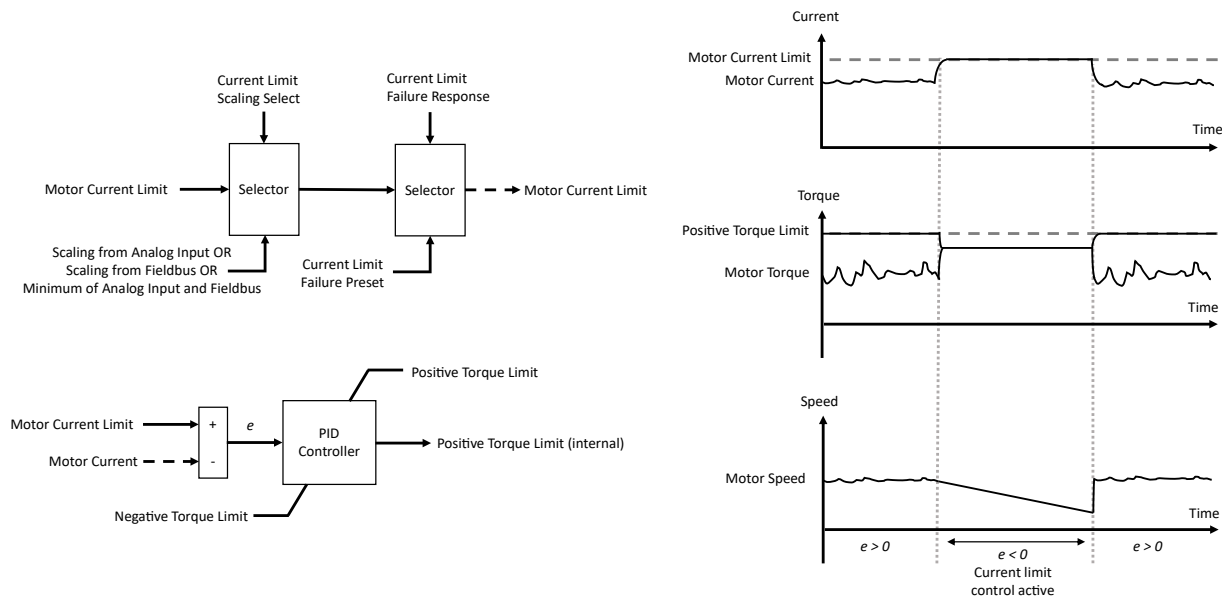 Current Limit
Scaling Select
Current Limit
Failure Response
Motor Current Limit
Selector
Selector
Motor Current Limit
Scaling from Analog Input OR
Scaling from Fieldbus OR
Minimum of Analog Input and Fieldbus
Current Limit
Failure Preset
Positive Torque Limit
Motor Current Limit
+
e
PID
Controller
Positive Torque Limit (internal)
Motor Current
-
Negative Torque Limit
Current
Motor Current Limit
Motor Current
Time
Torque
Positive Torque Limit
Motor Torque
Time
Speed
Motor Speed
Time
e > 0
e < 0
e > 0
Current limit
control active